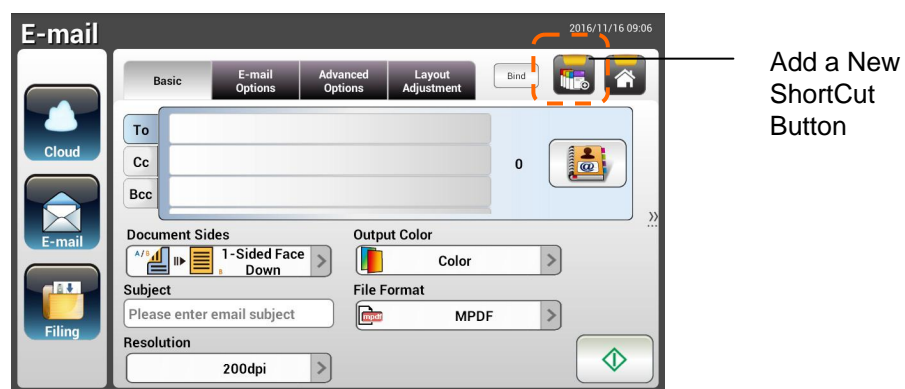 E-mail
2016/11/16 09:06
Basic
E-mail
Options
Advanced
Options
Layout
Adjustment
Bind
Add a New
ShortCut
Button
To
Cc
Bcc
0
Cloud
E-mail
Filing
Document Sides
A/B
1-Sided Face
Down
B
Output Color
Color
Subject
Please enter email subject
File Format
mpdf
MPDF
Resolution
200dpi